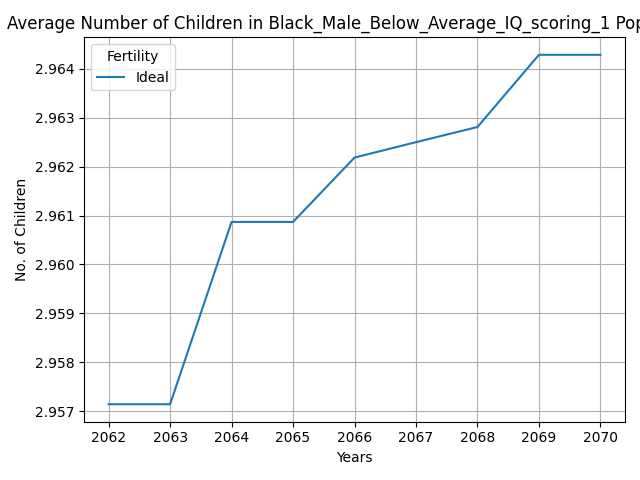 Average Number of Children in Black_Male_Below_Average_IQ_scoring_1 Pop
Fertility
Ideal
No. of Children
2.964
2.963
2.962
2.961
2.960
2.959
2.958
2.957
2062 2063 2064 2065 2066 2067 2068 2069 2070
Years